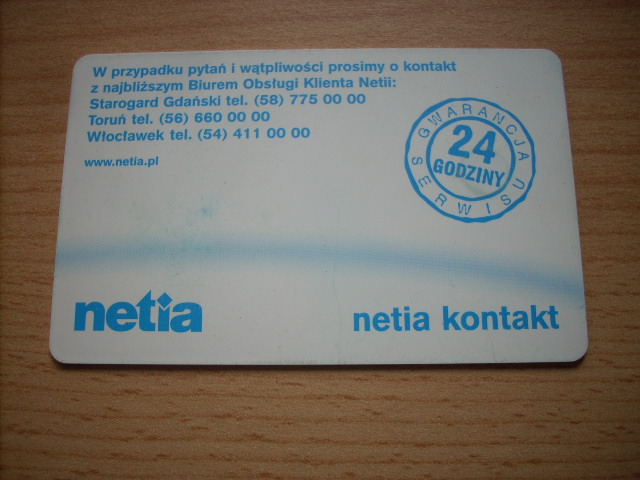 W przypadku pytań i wątpliwości prosimy o kontakt
z najbliższym Biurem Obsługi Klienta Netii:
Starogard Gdański tel. (58) 775 00 00
Toruń tel. (56) 660 00 00
Włocławek tel. (54) 411 00 00
www.netia.pl
GWARANCJA
24
GODZINY
SERWISU
netia
netia kontakt